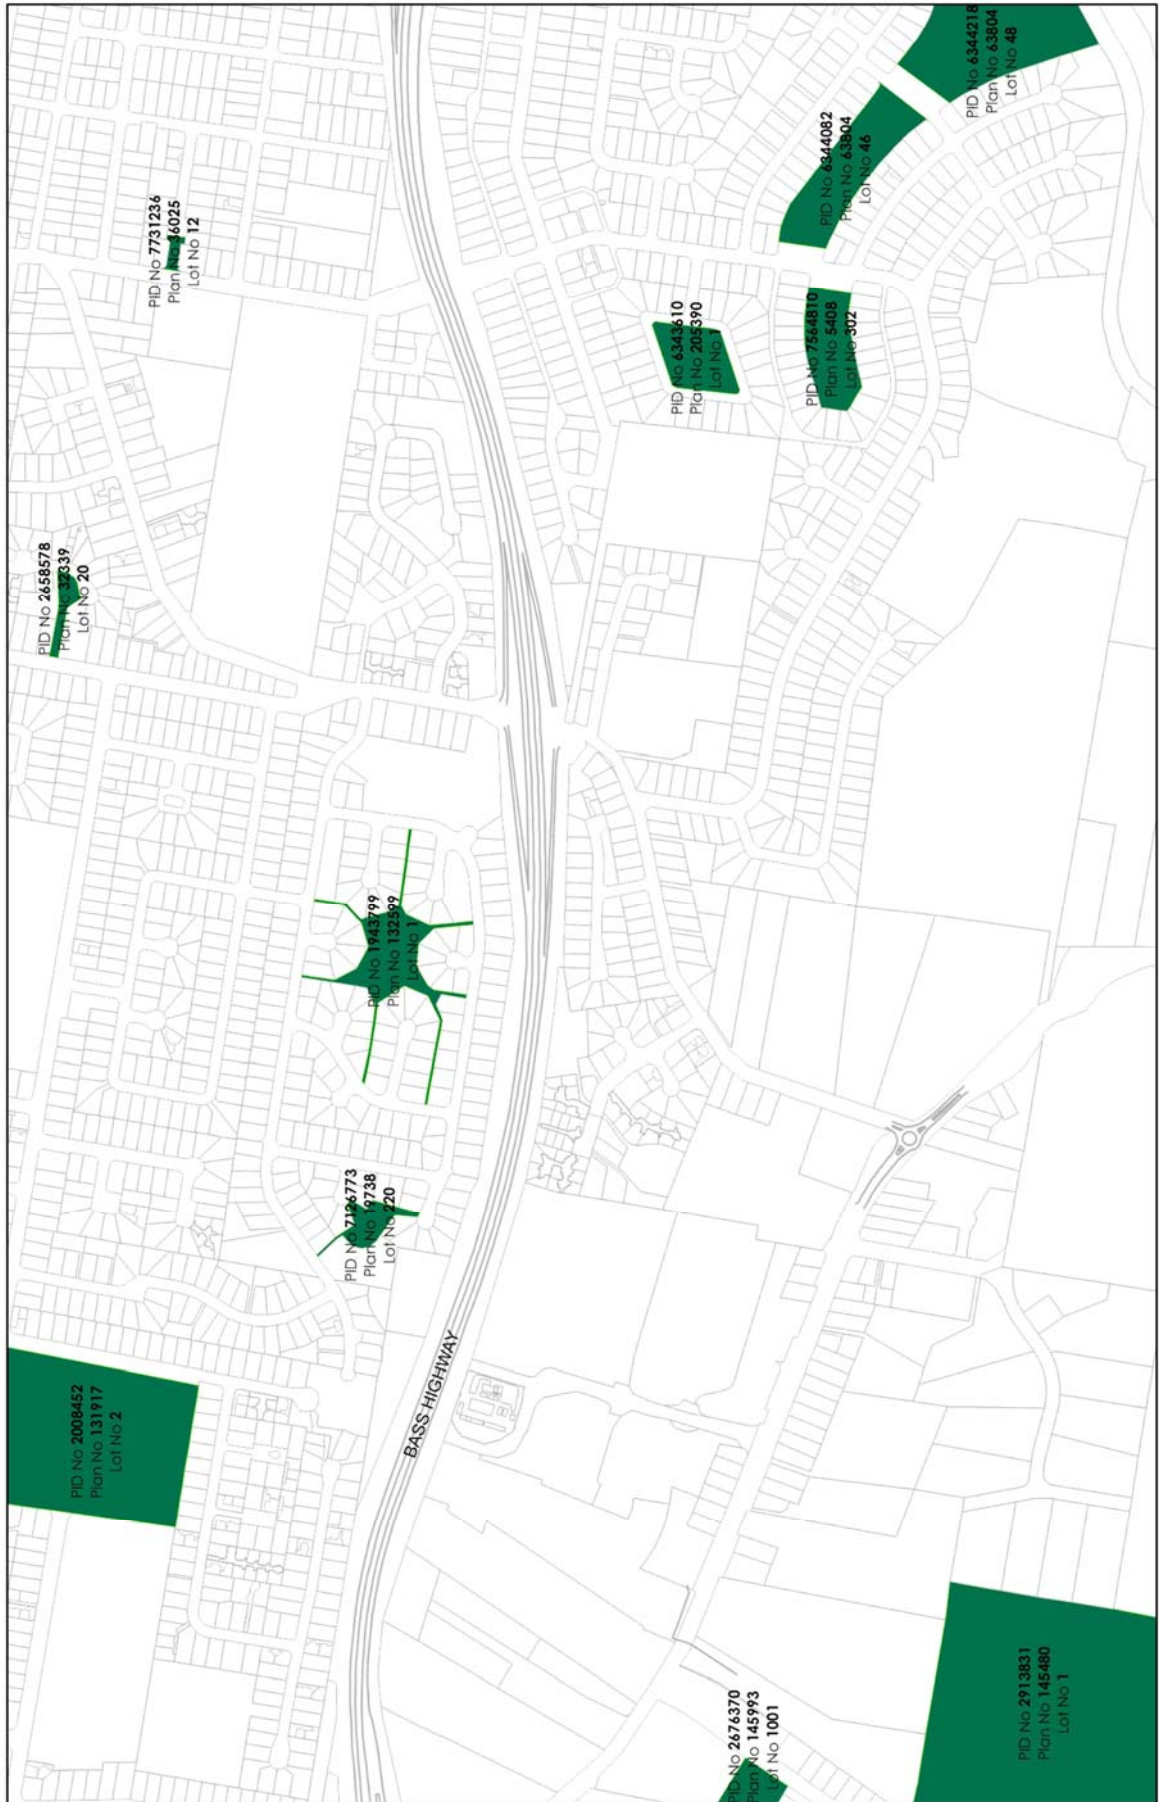 PID No 6344218
Plan No 63804
Lot No 48
PID No 6344082
Plan No 63804
Lot No 46
PID No 7731236
Plan No 36025
Lot No 12
PID No 6343610
Plan No 205390
Lot No 1
PID No 7564810
Plan No 5408
Lot No 302
PID No 2658578
Plan No 32339
Lot No 20
PID No 1943799
Plan No 132599
Lot No 1
PID No 7126773
Plan No 19738
Lot No 220
BASS HIGHWAY
PID No 2008452
Plan No 131917
Lot No 2
PID No 2676370
Plan No 145993
Lot No 1001
PID No 2913831
Plan No 145480
Lot No 1